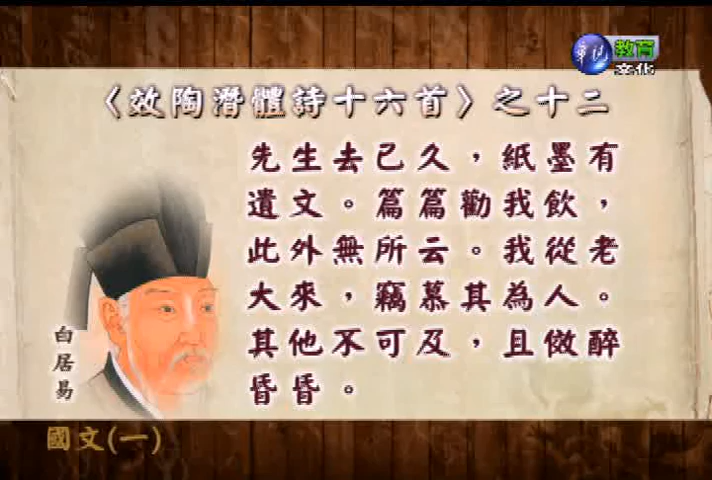 華視
教育
文化
〈效陶潛體詩十六首〉之十二
先生去已久，紙墨有
遺文。篇篇勸我飲，
此外無所云。我從老
大來，竊慕其為人。
其他不可及，且倣醉
昏昏。
白居易
國文(一)